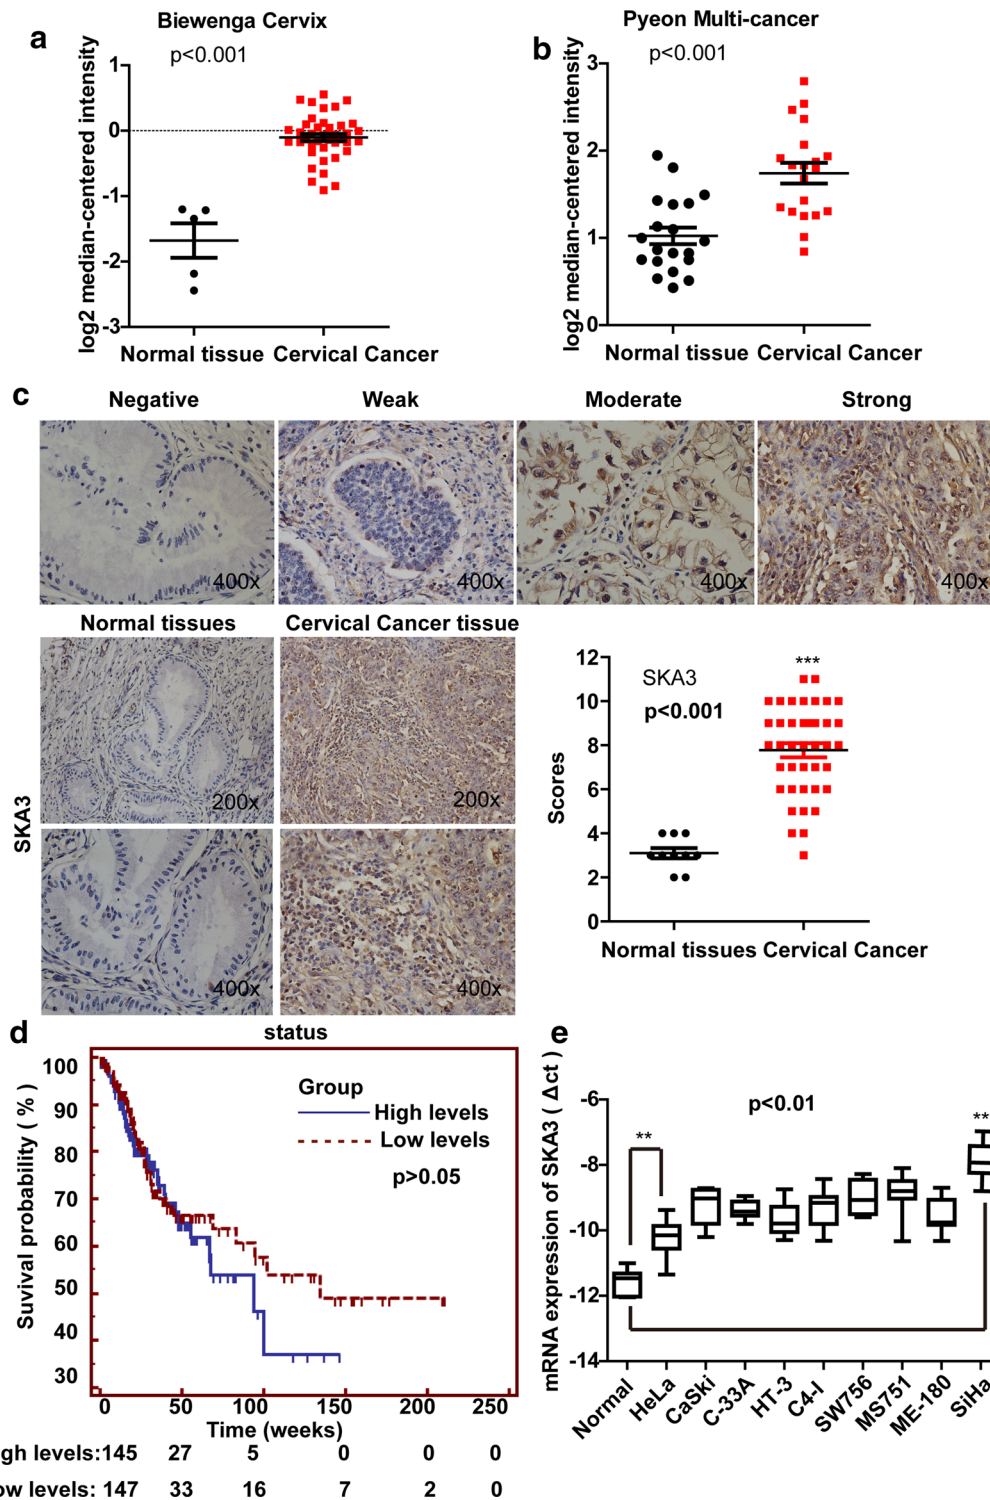 a
Biewenga Cervix
p<0.001
log2 median-centered intensity
1
0
-1
-2
-3
Normal tissue Cervical Cancer
b
Pyeon Multi-cancer
p<0.001
log2 median-centered intensity
3
2
1
0
Normal tissue Cervical Cancer
c
Negative Weak Moderate Strong
400x 400x 400x 400x
Normal tissues Cervical Cancer tissue
SKA3
200x 200x
400x 400x
SKA3
p<0.001
***
Scores
12
10
8
6
4
2
0
Normal tissues Cervical Cancer
d
status
Suvival probability ( % )
100
90
80
70
60
50
40
30
Group
High levels
Low levels
p>0.05
0 50 100 150 200 250
Time (weeks)
gh levels:145 27 5 0 0 0
ow levels: 147 33 16 7 2 0
e
mRNA expression of SKA3 ( Δct )
p<0.01
**
**
-6
-8
-10
-12
-14
Normal HeLa CaSki C-33A HT-3 C4-I SW756 MS751 ME-180 SiHa